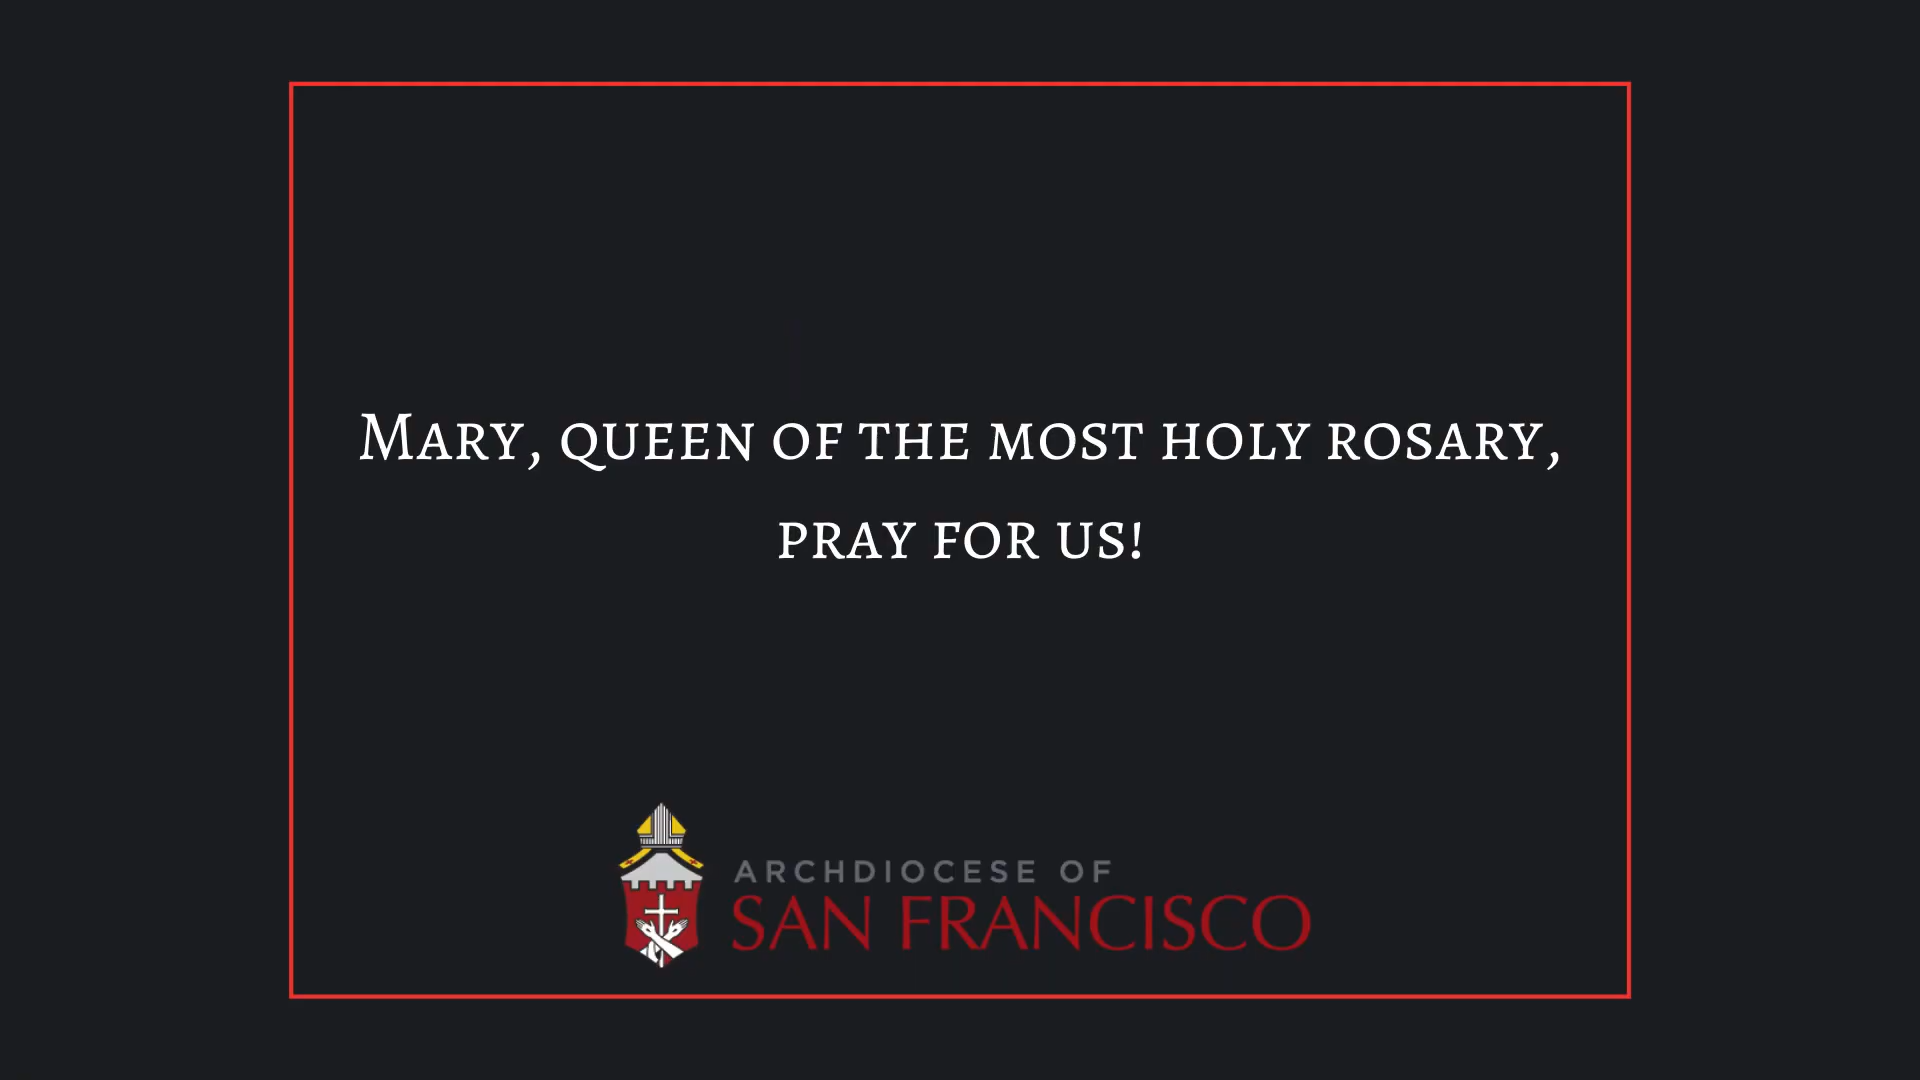 Mary, queen of the most holy rosary,
pray for us!
ARCHDIOCESE OF
SAN FRANCISCO